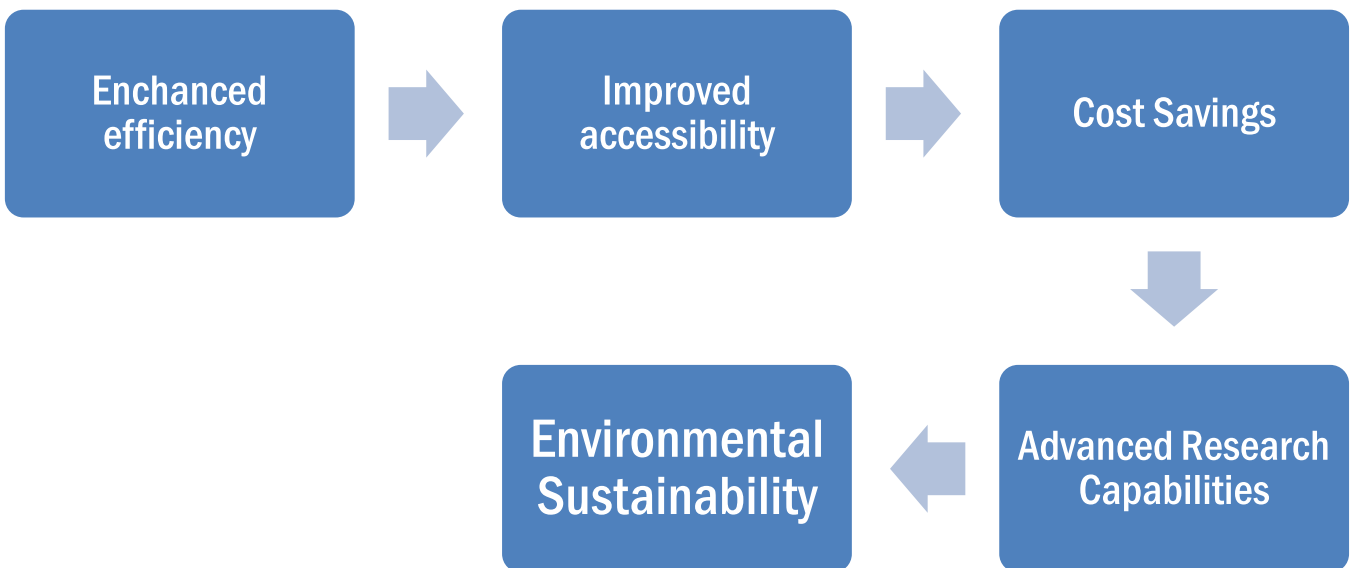 Enchanced
efficiency
Improved
accessibility
Cost Savings
Advanced Research
Capabilities
Environmental
Sustainability